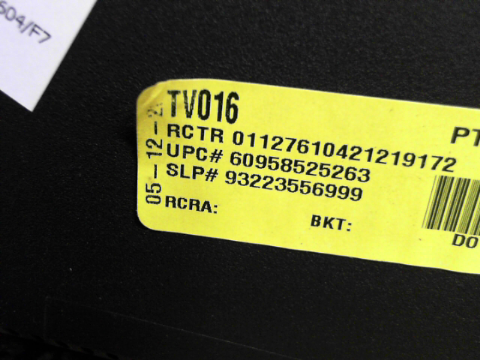 504/F7
TV016
RCTR 01127610421219172
UPC# 60958525263
SLP# 93223556999
RCRA:
BKT:
05-12-2
PT
DO